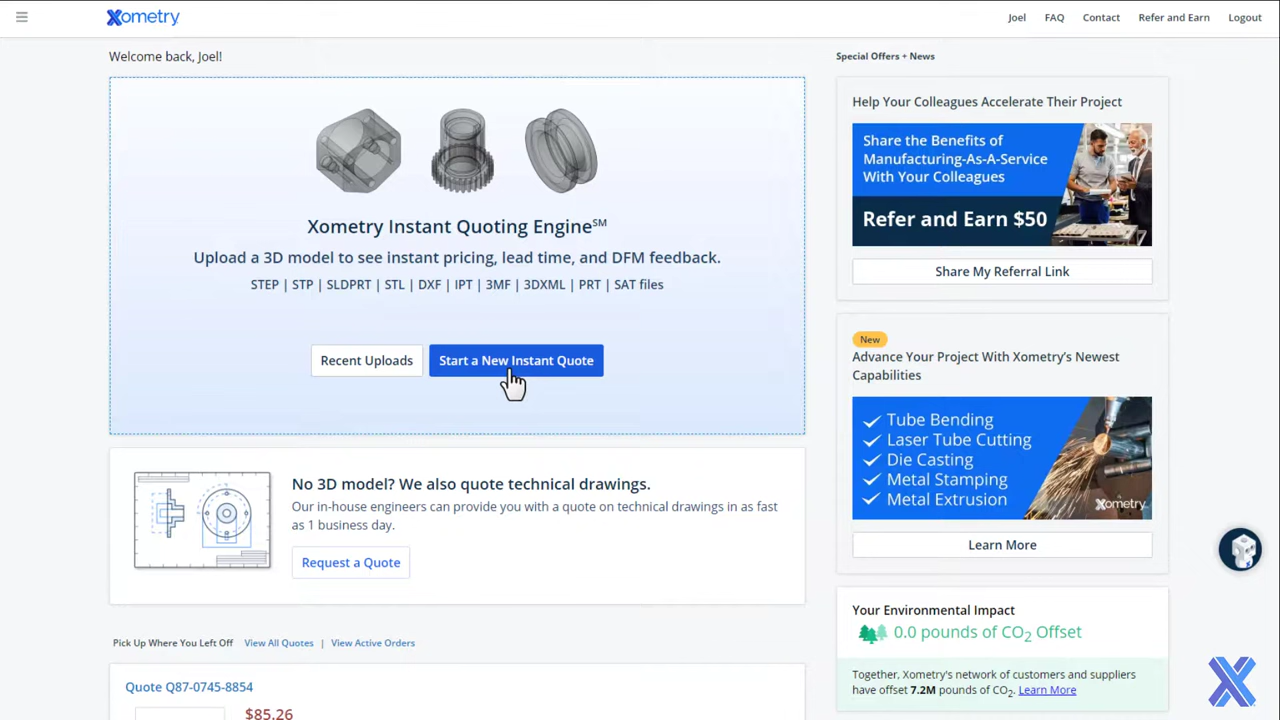 Xometry
Joel
FAQ
Contact
Refer and Earn
Logout
Welcome back, Joel!
Xometry Instant Quoting Engine℠
Upload a 3D model to see instant pricing, lead time, and DFM feedback.
STEP | STP | SLDPRT | STL | DXF | IPT | 3MF | 3DXML | PRT | SAT files
Recent Uploads
Start a New Instant Quote
No 3D model? We also quote technical drawings.
Our in-house engineers can provide you with a quote on technical drawings in as fast
as 1 business day.
Request a Quote
Pick Up Where You Left Off
View All Quotes | View Active Orders
Quote Q87-0745-8854
$85.26
Special Offers + News
Help Your Colleagues Accelerate Their Project
Share the Benefits of
Manufacturing-As-A-Service
With Your Colleagues
Refer and Earn $50
Share My Referral Link
New
Advance Your Project With Xometry's Newest
Capabilities
Tube Bending
Laser Tube Cutting
Die Casting
Metal Stamping
Metal Extrusion
Xometry
Learn More
Your Environmental Impact
0.0 pounds of CO2 Offset
Together, Xometry's network of customers and suppliers
have offset 7.2M pounds of CO2. Learn More